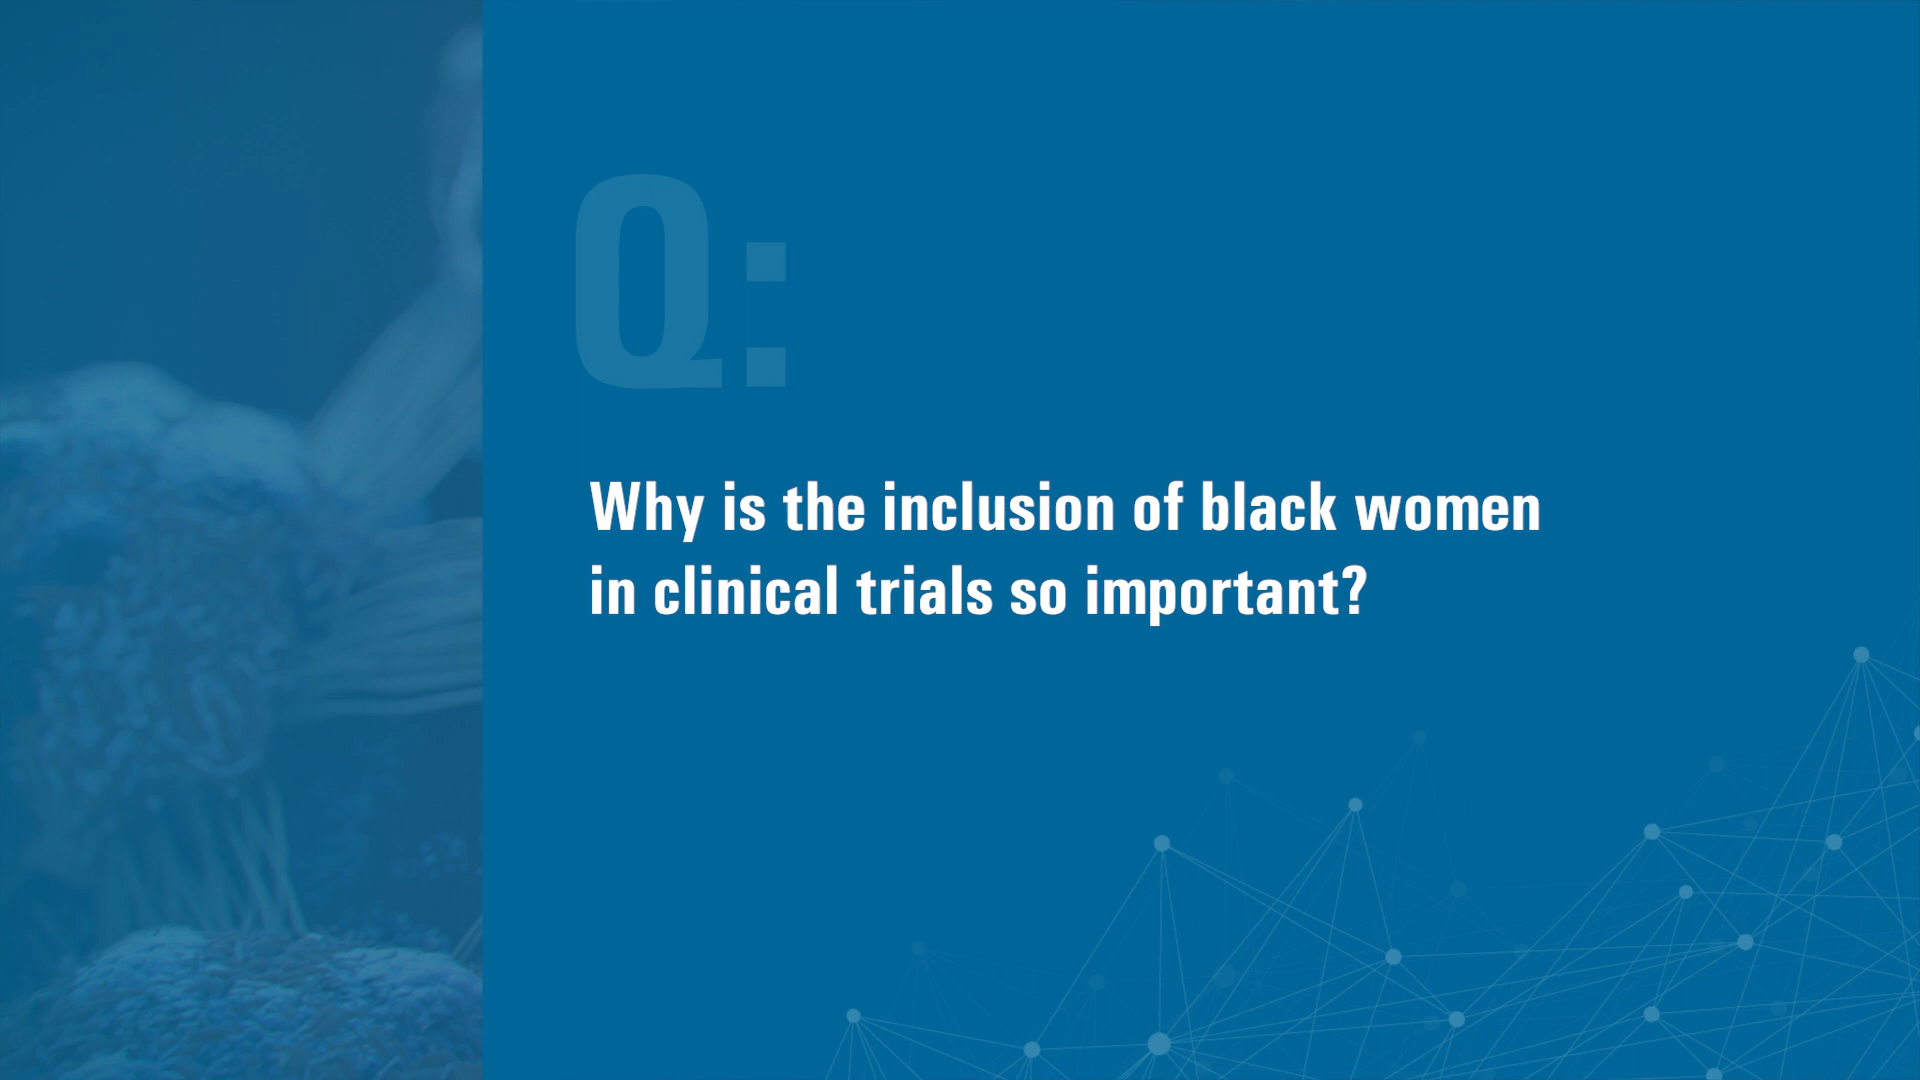 Q:
Why is the inclusion of black women
in clinical trials so important?